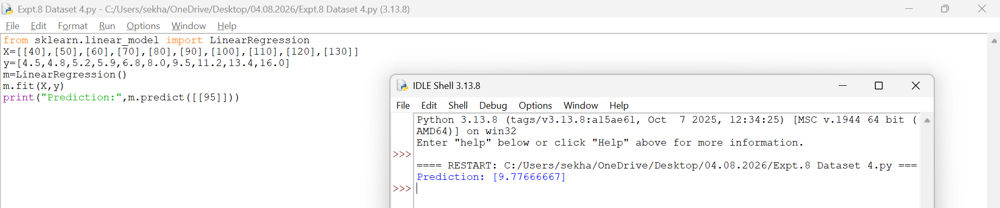 Expt.8 Dataset 4.py - C:/Users/sekha/OneDrive/Desktop/04.08.2026/Expt.8 Dataset 4.py (3.13.8)
File Edit Format Run Options Window Help
from sklearn.linear_model import LinearRegression
X=[[40],[50],[60],[70],[80],[90],[100],[110],[120],[130]]
y=[4.5,4.8,5.2,5.9,6.8,8.0,9.5,11.2,13.4,16.0]
m=LinearRegression()
m.fit(X,y)
print("Prediction:",m.predict([[95]]))
IDLE Shell 3.13.8
File Edit Shell Debug Options Window Help
Python 3.13.8 (tags/v3.13.8:a15ae61, Oct  7 2025, 12:34:25) [MSC v.1944 64 bit (
AMD64)] on win32
Enter "help" below or click "Help" above for more information.
>>>
==== RESTART: C:/Users/sekha/OneDrive/Desktop/04.08.2026/Expt.8 Dataset 4.py ===
Prediction: [9.77666667]
>>>